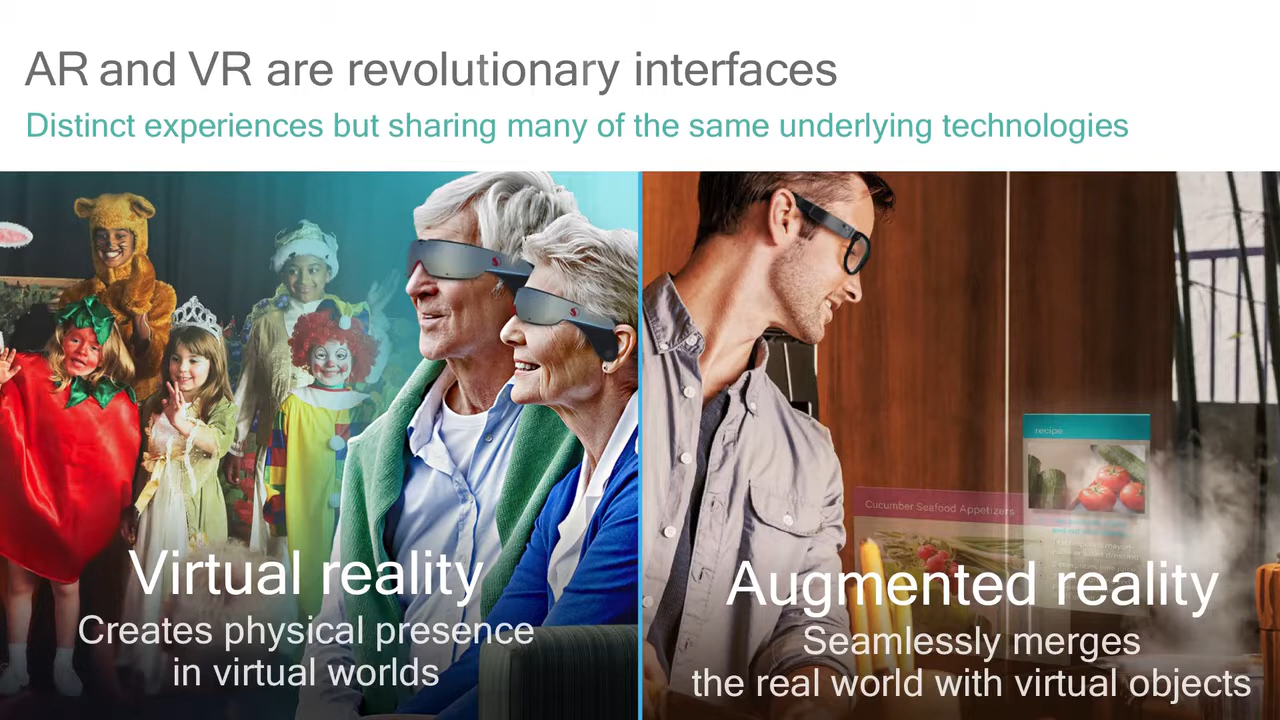 AR and VR are revolutionary interfaces
Distinct experiences but sharing many of the same underlying technologies
recipe
Cucumber Seafood Appetizers
Virtual reality
Creates physical presence
in virtual worlds
Augmented reality
Seamlessly merges
the real world with virtual objects